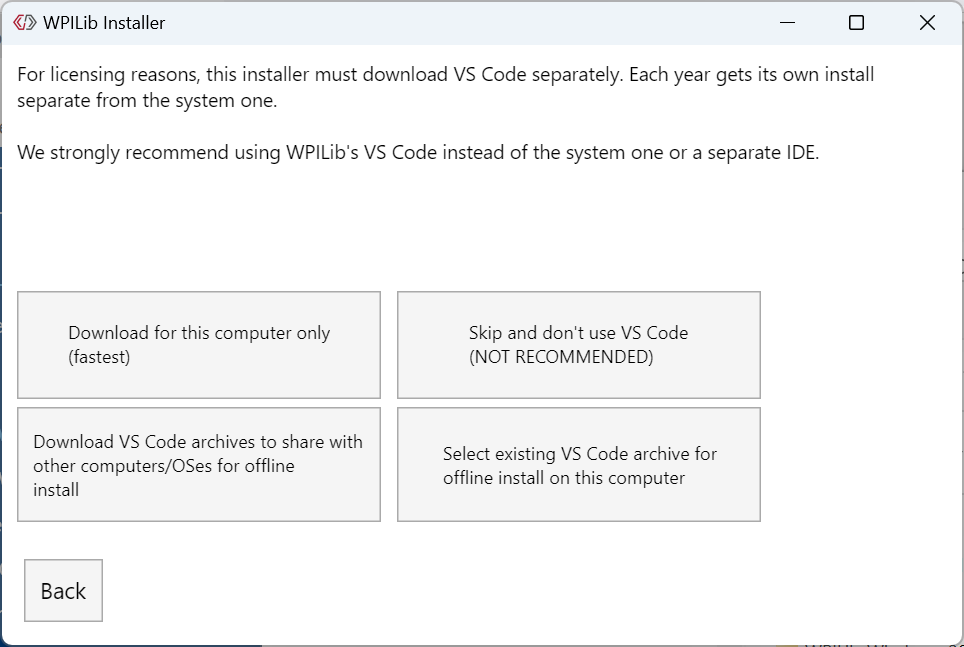 WPILib Installer
For licensing reasons, this installer must download VS Code separately. Each year gets its own install
separate from the system one.
We strongly recommend using WPILib's VS Code instead of the system one or a separate IDE.
Download for this computer only
(fastest)
Skip and don't use VS Code
(NOT RECOMMENDED)
Download VS Code archives to share with
other computers/OSes for offline
install
Select existing VS Code archive for
offline install on this computer
Back